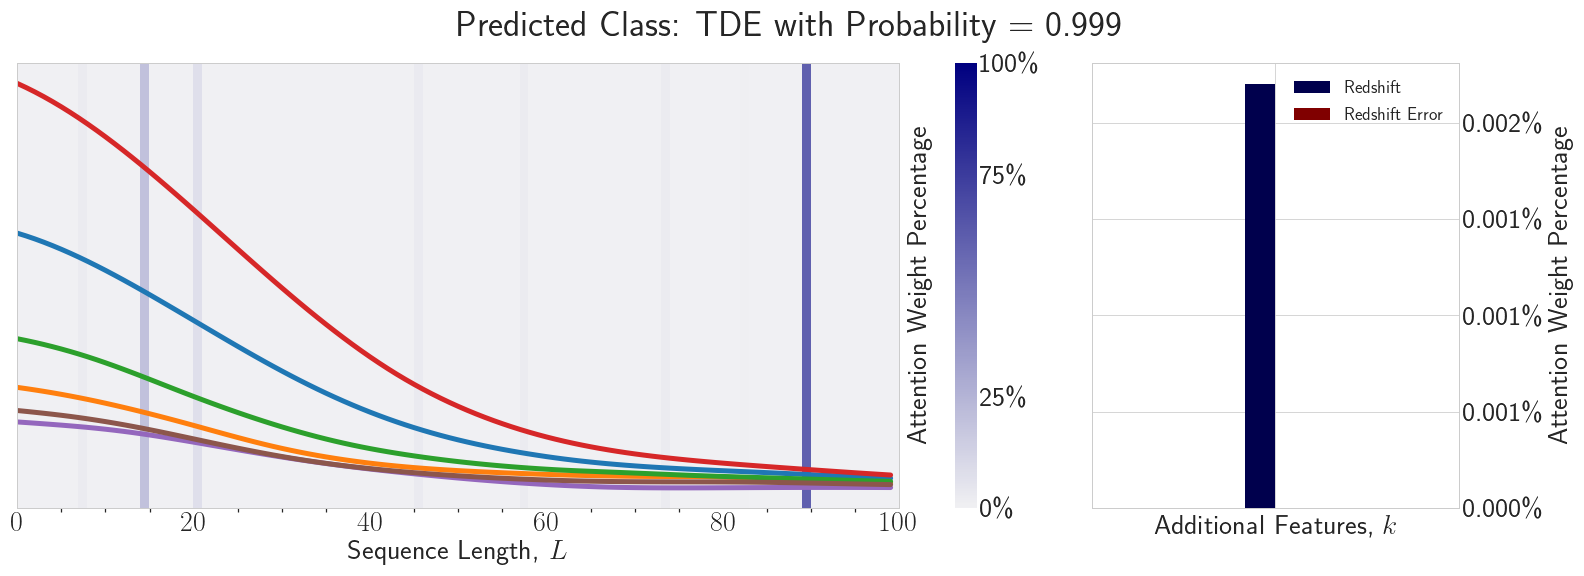 Predicted Class: TDE with Probability = 0.999
0
20
40
60
80
100
Sequence Length, L
100%
75%
25%
0%
Attention Weight Percentage
Redshift
Redshift Error
0.002%
0.001%
0.001%
0.001%
0.000%
Additional Features, k
Attention Weight Percentage